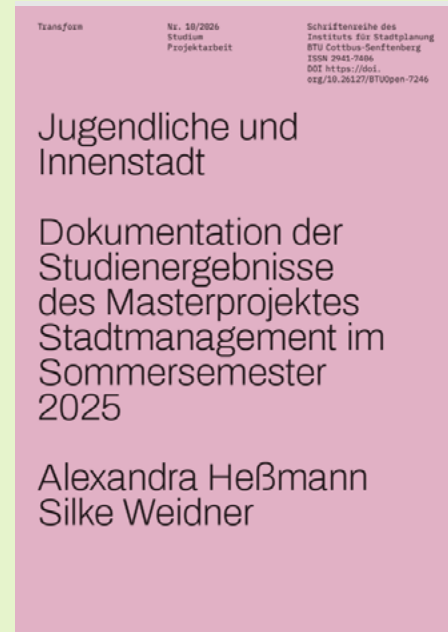 Transform
Nr. 10/2026
Studium
Projektarbeit
Schriftenreihe des
Instituts für Stadtplanung
BTU Cottbus-Senftenberg
ISSN 2941-7406
DOI https://doi.
org/10.26127/BTUOpen-7246
Jugendliche und
Innenstadt
Dokumentation der
Studienergebnisse
des Masterprojektes
Stadtmanagement im
Sommersemester
2025
Alexandra Heßmann
Silke Weidner